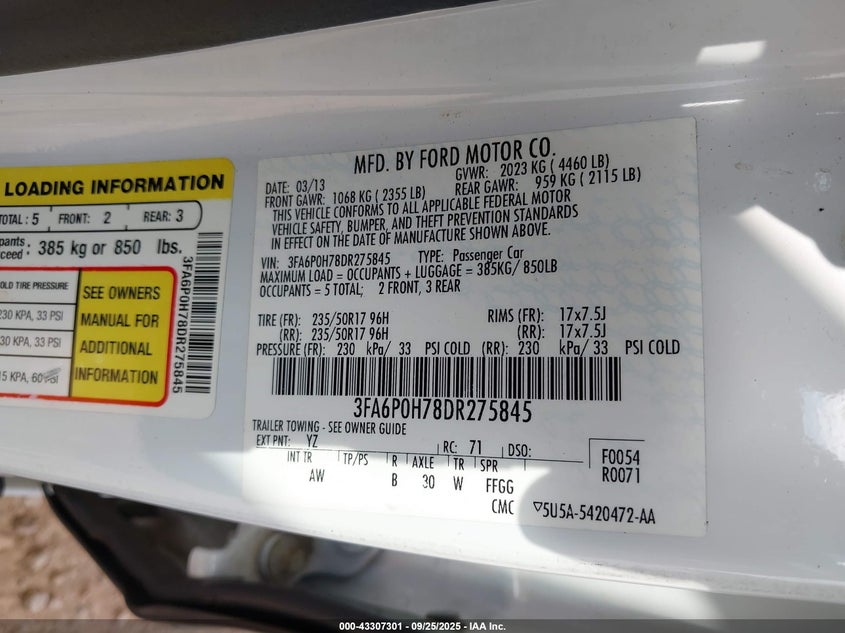 LOADING INFORMATION
TOTAL: 5 FRONT: 2 REAR: 3
385 kg or 850 lbs.
OLD TIRE PRESSURE
230 KPA, 33 PSI
30 KPA, 33 PSI
15 KPA, 60 PSI
SEE OWNERS
MANUAL FOR
ADDITIONAL
INFORMATION
3FA6P0H78DR275845
MFD. BY FORD MOTOR CO.
DATE: 03/13 GVWR: 2023 KG ( 4460 LB)
FRONT GAWR: 1068 KG ( 2355 LB) REAR GAWR: 959 KG ( 2115 LB)
THIS VEHICLE CONFORMS TO ALL APPLICABLE FEDERAL MOTOR
VEHICLE SAFETY, BUMPER, AND THEFT PREVENTION STANDARDS
IN EFFECT ON THE DATE OF MANUFACTURE SHOWN ABOVE.
VIN: 3FA6P0H78DR275845 TYPE: Passenger Car
MAXIMUM LOAD = OCCUPANTS + LUGGAGE = 385KG/ 850LB
OCCUPANTS = 5 TOTAL; 2 FRONT, 3 REAR
TIRE (FR): 235/50R17 96H RIMS (FR): 17x7.5J
(RR): 235/50R17 96H (RR): 17x7.5J
PRESSURE (FR): 230 kPa/ 33 PSI COLD (RR): 230 kPa/ 33 PSI COLD
3FA6P0H78DR275845
TRAILER TOWING - SEE OWNER GUIDE
EXT PNT: YZ RC: 71 DSO: F0054
R0071
INT TR TP/PS R AXLE TR SPR
AW B 30 W FFGG
CMC ▽5U5A-5420472-AA
000-43307301 - 09/25/2025 - IAA Inc.